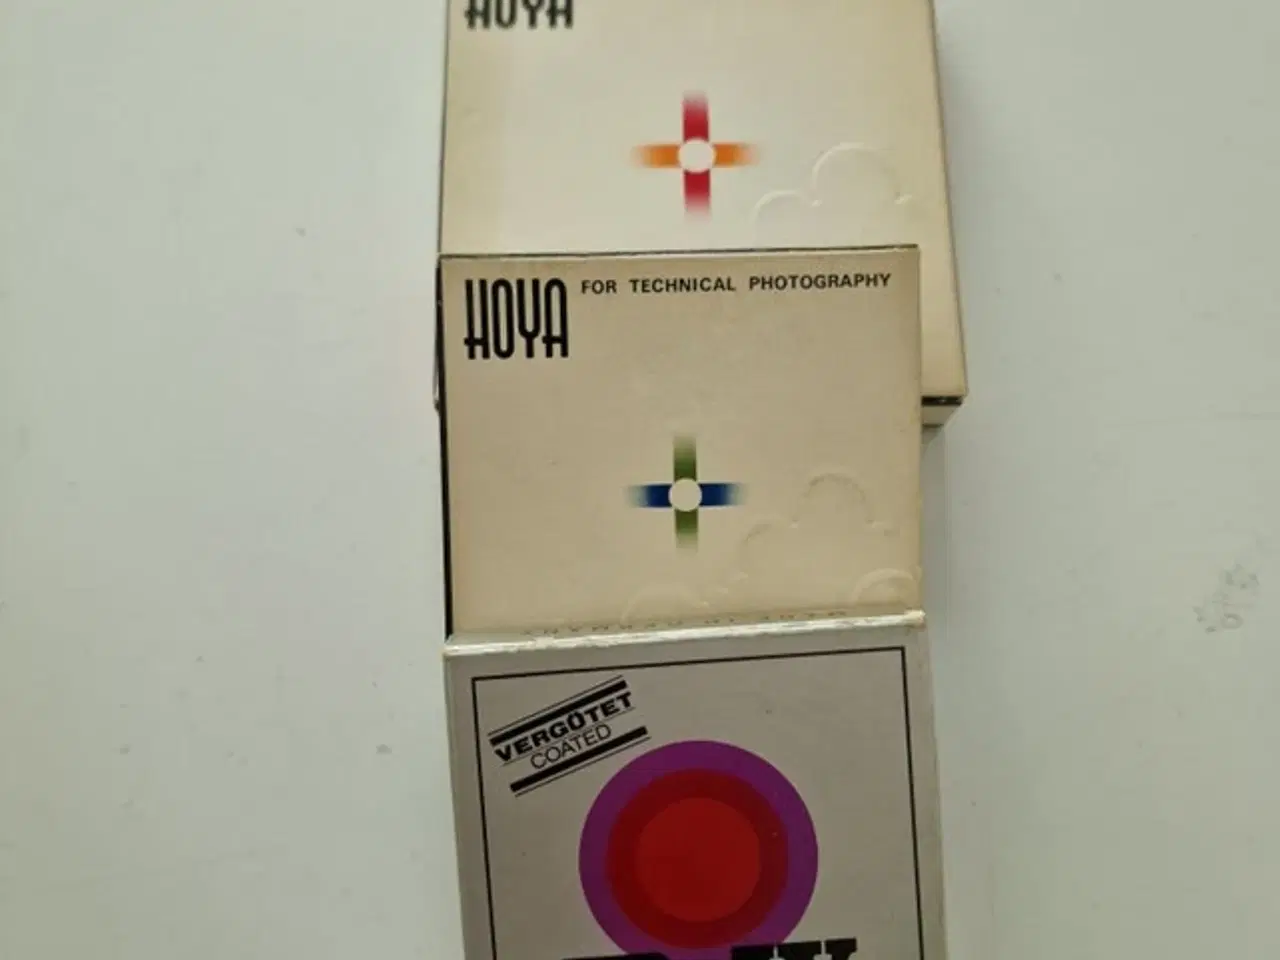 HOYA
HOYA FOR TECHNICAL PHOTOGRAPHY
VERGÜTET
COATED